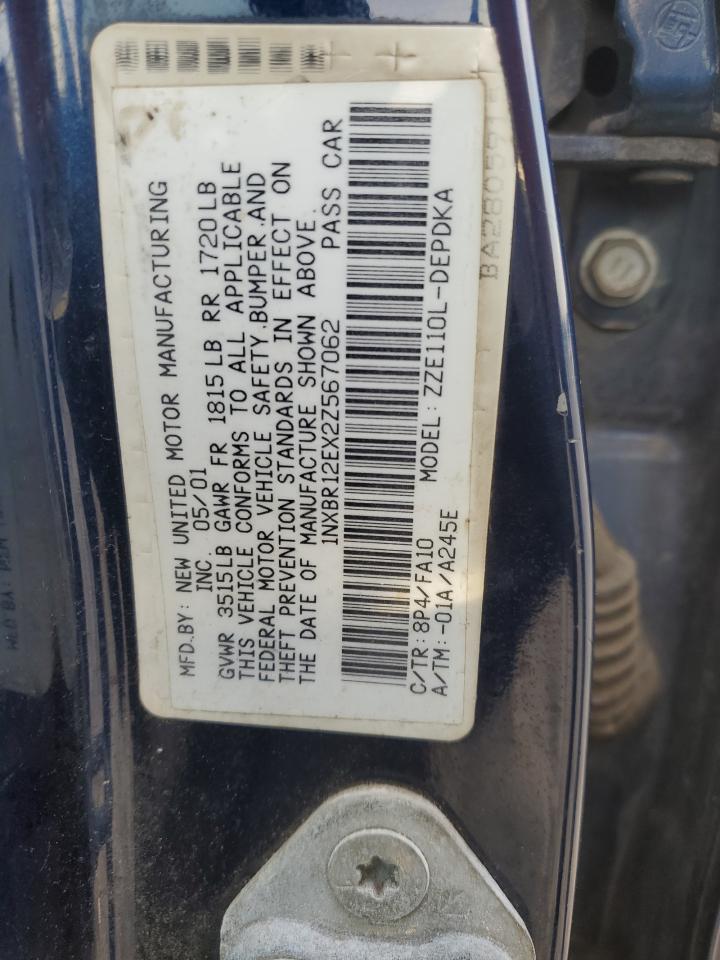 MFD.BY: NEW UNITED MOTOR MANUFACTURING
INC. 05/01
GVWR 3515LB GAWR FR 1815LB RR 1720LB
THIS VEHICLE CONFORMS TO ALL APPLICABLE
FEDERAL MOTOR VEHICLE SAFETY.BUMPER.AND
THEFT PREVENTION STANDARDS IN EFFECT ON
THE DATE OF MANUFACTURE SHOWN ABOVE.
1NXBR12EX2Z567062 PASS CAR
C/TR:8P4/FA10 MODEL:ZZE110L-DEPDKA
A/TM:-01A/A245E